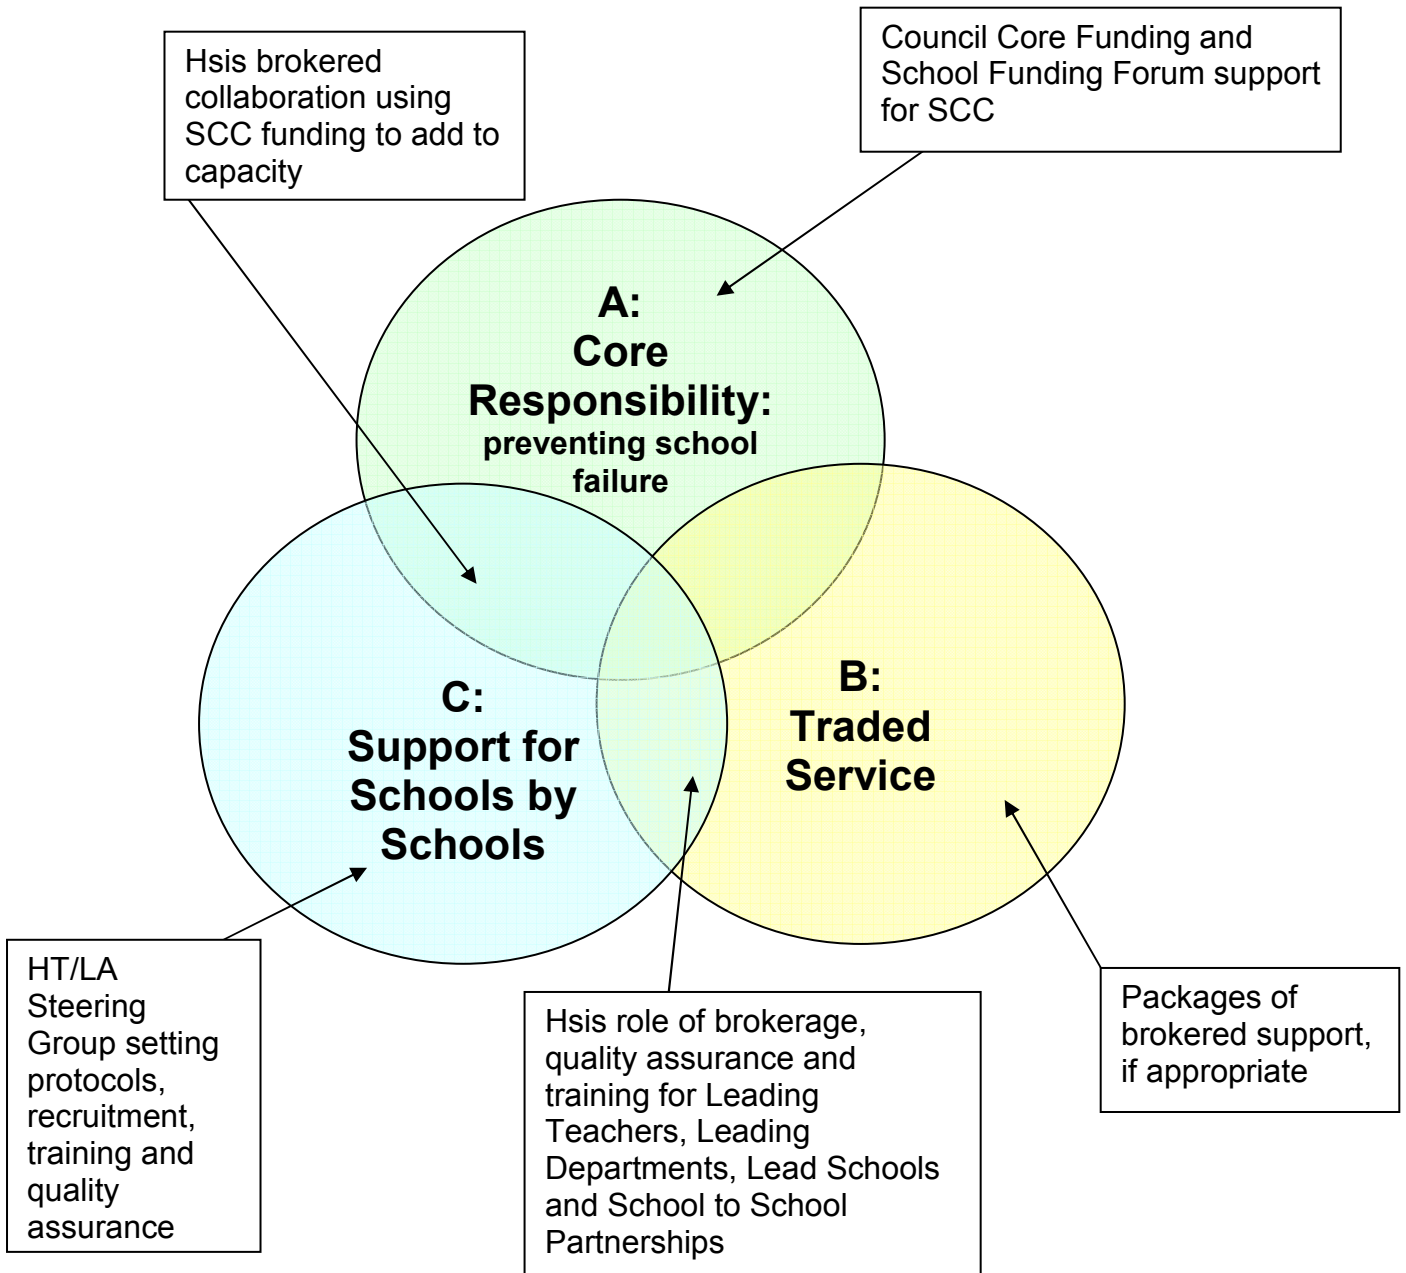 Hsis brokered
collaboration using
SCC funding to add to
capacity
Council Core Funding and
School Funding Forum support
for SCC
A:
Core
Responsibility:
preventing school
failure
B:
Traded
Service
C:
Support for
Schools by
Schools
HT/LA
Steering
Group setting
protocols,
recruitment,
training and
quality
assurance
Hsis role of brokerage,
quality assurance and
training for Leading
Teachers, Leading
Departments, Lead Schools
and School to School
Partnerships
Packages of
brokered support,
if appropriate